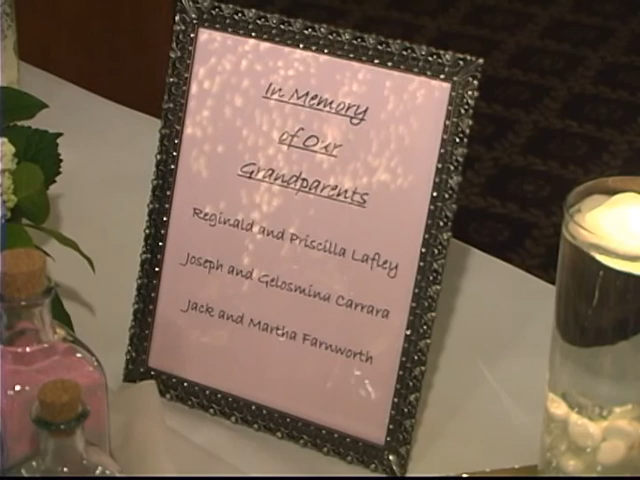 In Memory
of Our
Grandparents
Reginald and Priscilla Lafley
Joseph and Gelosmina Carrara
Jack and Martha Farnworth